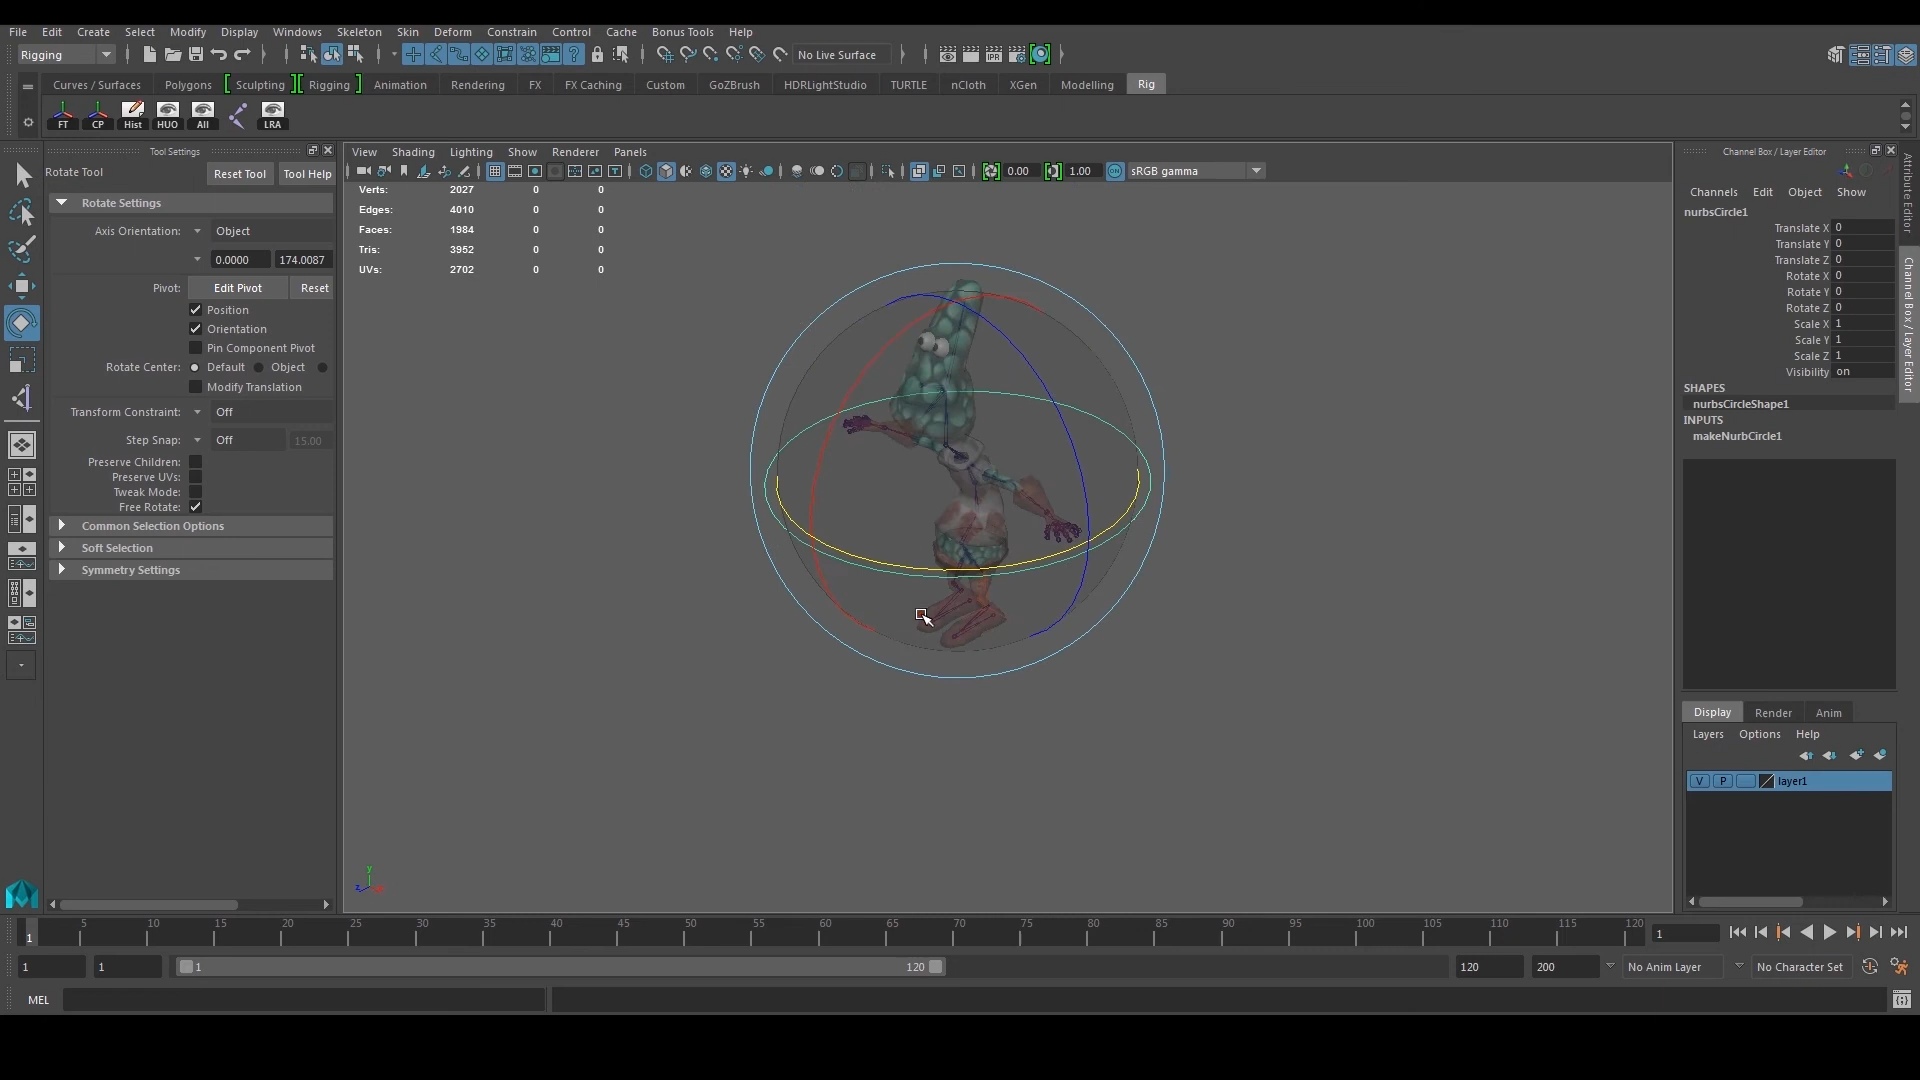 File Edit Create Select Modify Display Windows Skeleton Skin Deform Constrain Control Cache Bonus Tools Help
Rigging No Live Surface
Curves / Surfaces Polygons Sculpting Rigging Animation Rendering FX FX Caching Custom GoZBrush HDRLightStudio TURTLE nCloth XGen Modelling Rig
FT CP Hist HUO All LRA
Tool Settings
Rotate Tool Reset Tool Tool Help
Rotate Settings
Axis Orientation: Object
0.0000 174.0087
Pivot: Edit Pivot Reset
Position
Orientation
Pin Component Pivot
Rotate Center: Default Object
Modify Translation
Transform Constraint: Off
Step Snap: Off 15.00
Preserve Children:
Preserve UVs:
Tweak Mode:
Free Rotate:
Common Selection Options
Soft Selection
Symmetry Settings
View Shading Lighting Show Renderer Panels
IPR
0.00 1.00 ON sRGB gamma
Verts: 2027 0 0
Edges: 4010 0 0
Faces: 1984 0 0
Tris: 3952 0 0
UVs: 2702 0 0
y
z
Channel Box / Layer Editor
Channels Edit Object Show
nurbsCircle1
Translate X 0
Translate Y 0
Translate Z 0
Rotate X 0
Rotate Y 0
Rotate Z 0
Scale X 1
Scale Y 1
Scale Z 1
Visibility on
SHAPES
nurbsCircleShape1
INPUTS
makeNurbCircle1
Attribute Editor
Channel Box / Layer Editor
Display Render Anim
Layers Options Help
V P layer1
1 5 10 15 20 25 30 35 40 45 50 55 60 65 70 75 80 85 90 95 100 105 110 115 120 1
1 1 1 120 120 200 No Anim Layer No Character Set
MEL